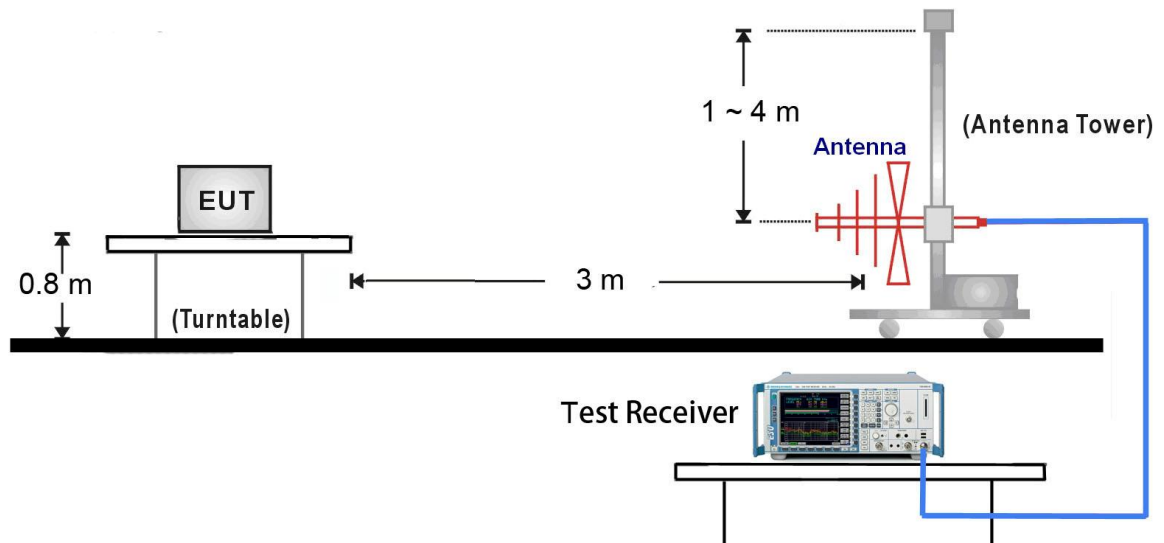 1 ~ 4 m
(Antenna Tower)
Antenna
EUT
0.8 m
3 m
(Turntable)
Test Receiver